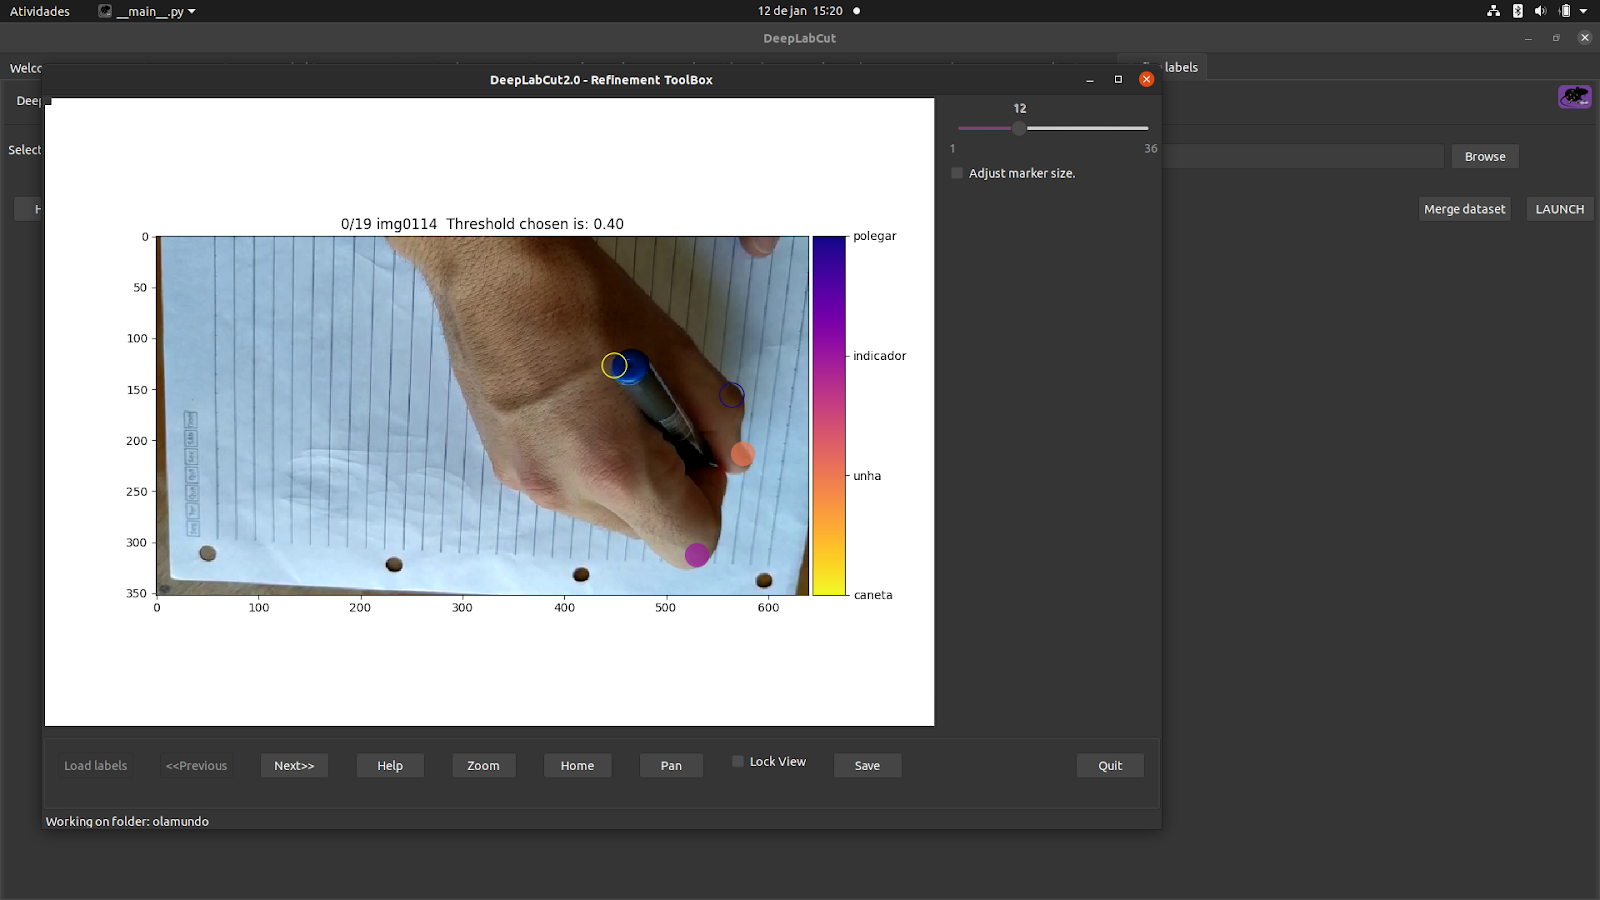 Atividades
__main__.py
12 de jan 15:20
DeepLabCut
Welcc
labels
DeepLabCut2.0 - Refinement ToolBox
Deep
12
1
36
Adjust marker size.
Select
Browse
H
Merge dataset
LAUNCH
0/19 img0114 Threshold chosen is: 0.40
0
50
100
150
200
250
300
350
0
100
200
300
400
500
600
polegar
indicador
unha
caneta
Load labels
<<Previous
Next>>
Help
Zoom
Home
Pan
Lock View
Save
Quit
Working on folder: olamundo